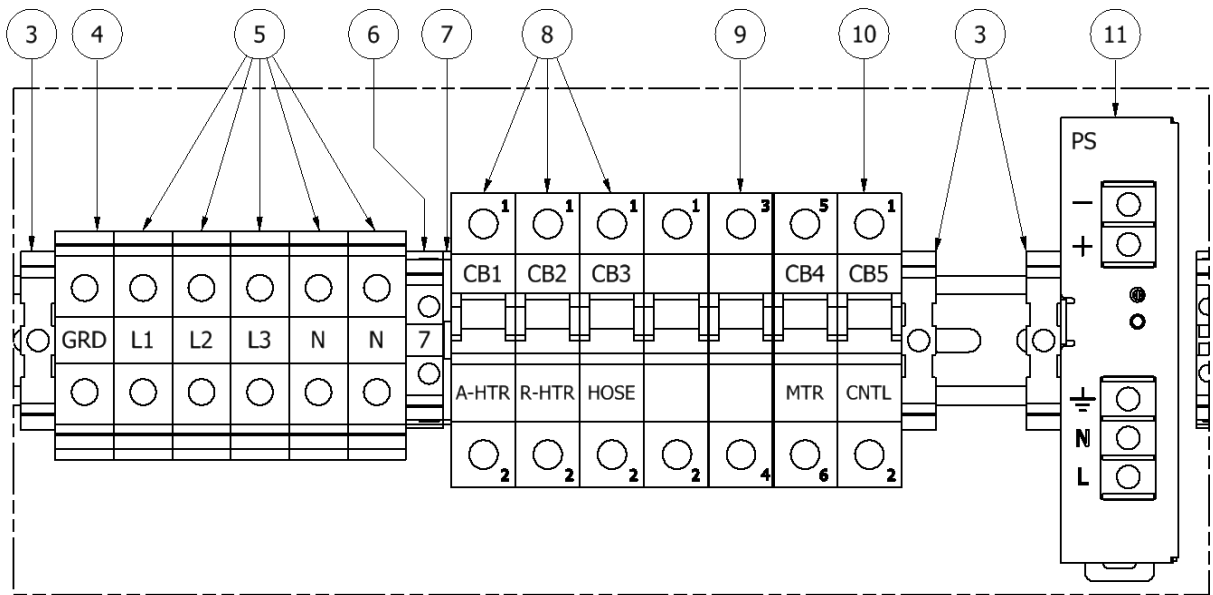 3 4 5 6 7 8 9 10 3 11
PS
1 1 1 1 3 5 1
−
+
CB1 CB2 CB3 CB4 CB5
GRD L1 L2 L3 N N 7
A-HTR R-HTR HOSE MTR CNTL
N
L
2 2 2 2 4 6 2